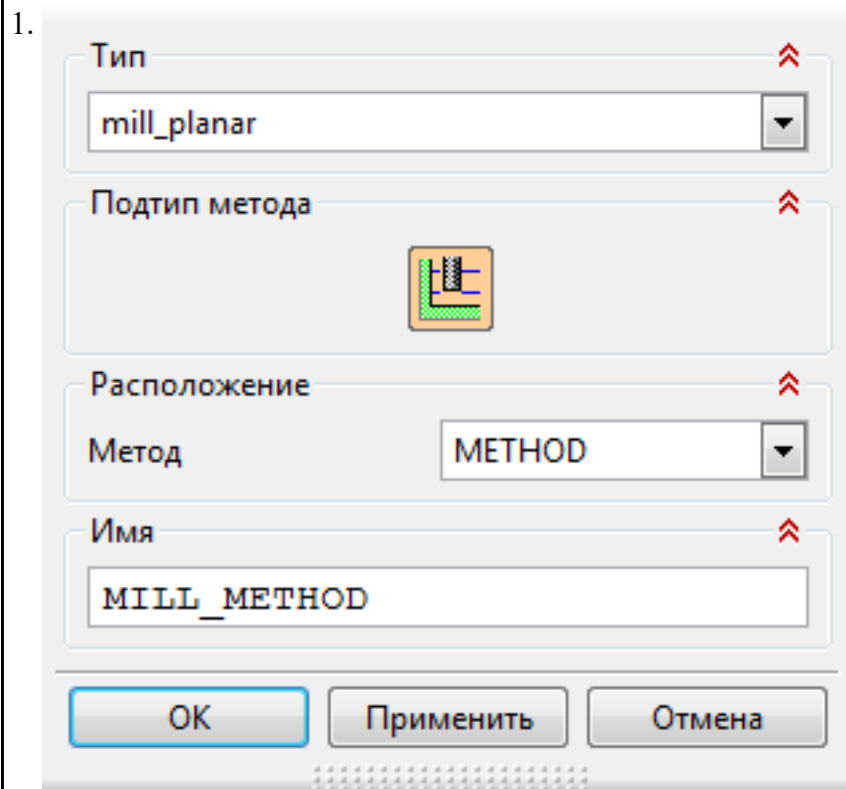 1.
Тип
mill_planar
Подтип метода
Расположение
Метод METHOD
Имя
MILL_METHOD
OK Применить Отмена